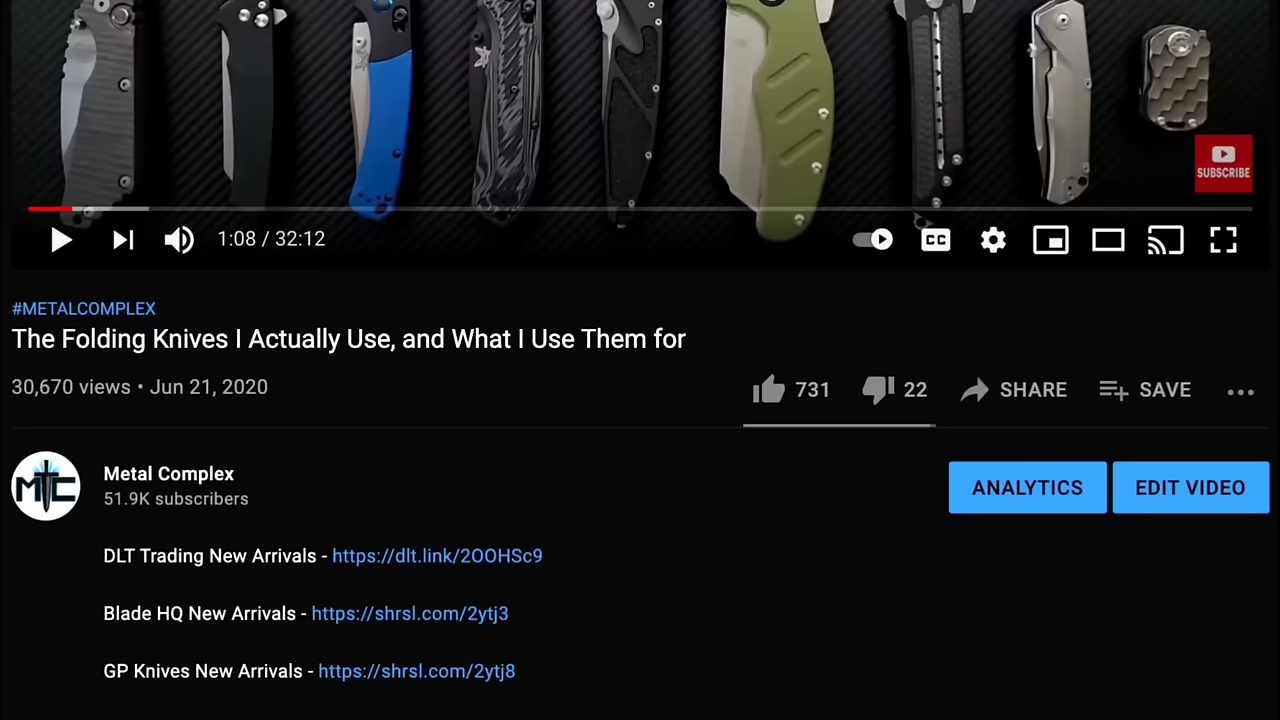 SUBSCRIBE
1:08 / 32:12
CC
#METALCOMPLEX
The Folding Knives I Actually Use, and What I Use Them for
30,670 views • Jun 21, 2020
731 22 SHARE SAVE
MTC
Metal Complex
51.9K subscribers
ANALYTICS EDIT VIDEO
DLT Trading New Arrivals - https://dlt.link/2OOHSc9
Blade HQ New Arrivals - https://shrsl.com/2ytj3
GP Knives New Arrivals - https://shrsl.com/2ytj8